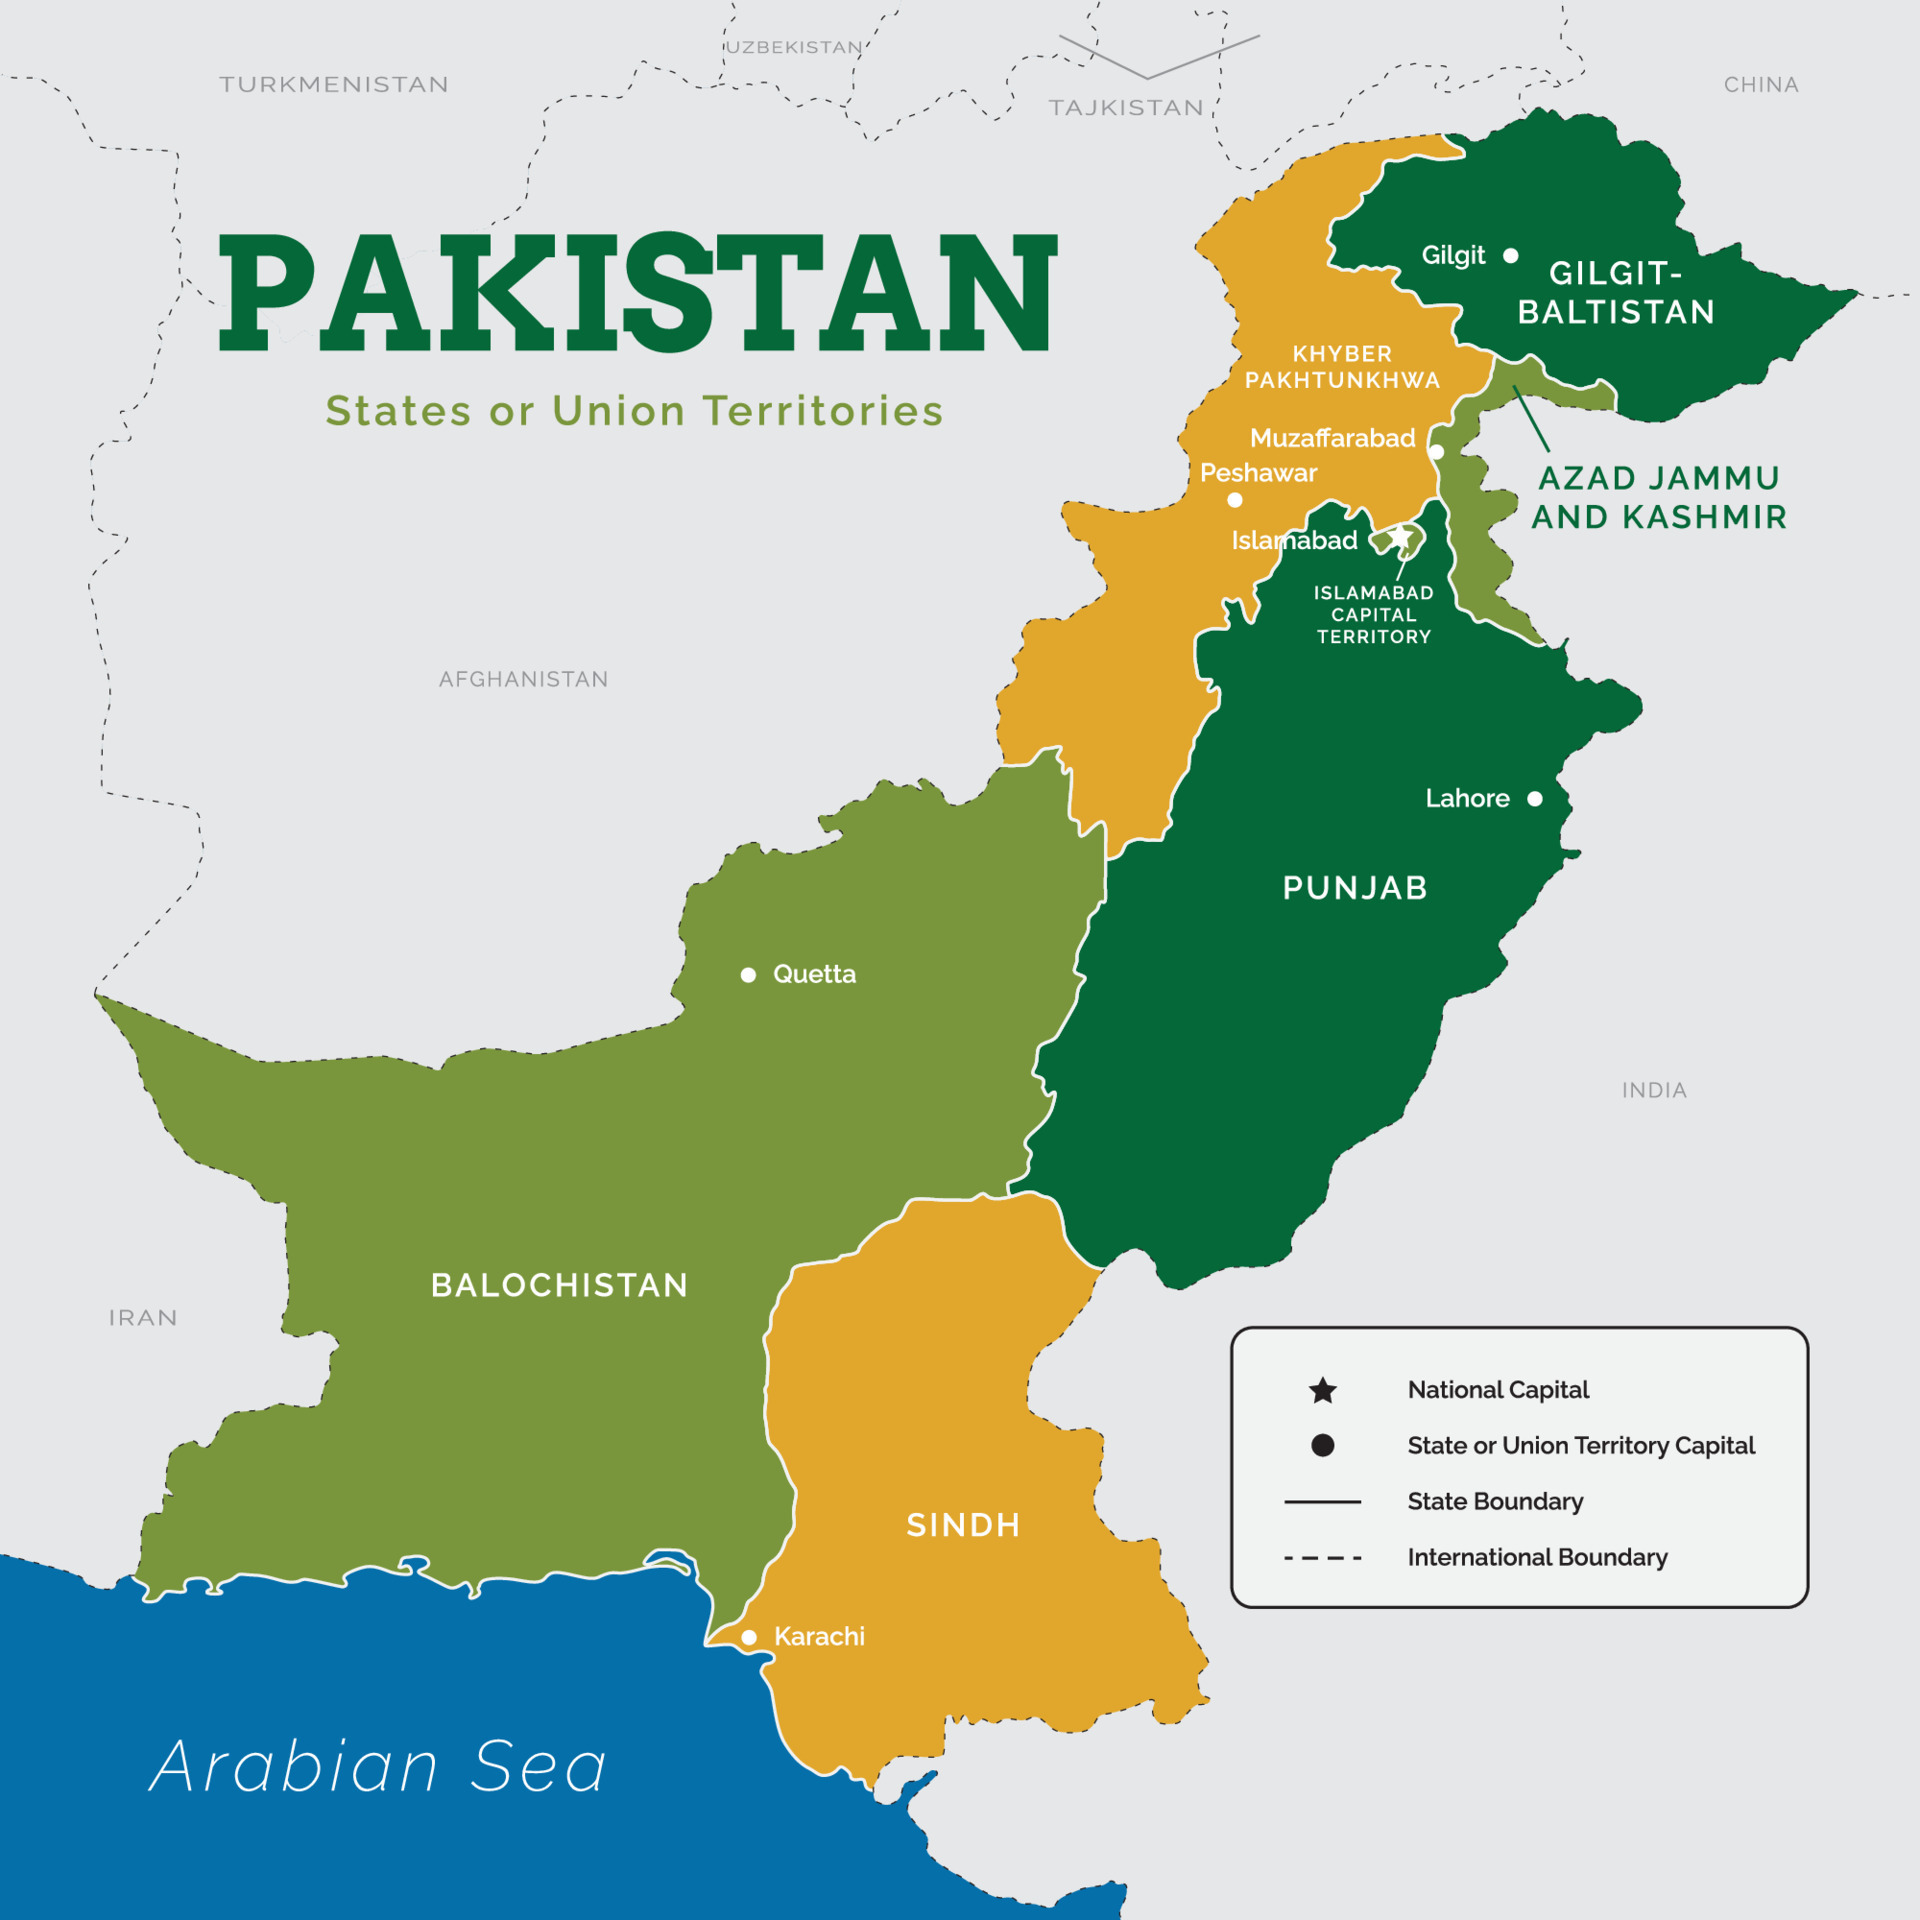 UZBEKISTAN
TURKMENISTAN
TAJKISTAN
CHINA
PAKISTAN
States or Union Territories
Gilgit
GILGIT-
BALTISTAN
KHYBER
PAKHTUNKHWA
Muzaffarabad
Peshawar
AZAD JAMMU
AND KASHMIR
Islamabad
ISLAMABAD
CAPITAL
TERRITORY
AFGHANISTAN
Lahore
PUNJAB
Quetta
INDIA
BALOCHISTAN
IRAN
SINDH
Karachi
Arabian Sea
National Capital
State or Union Territory Capital
State Boundary
International Boundary